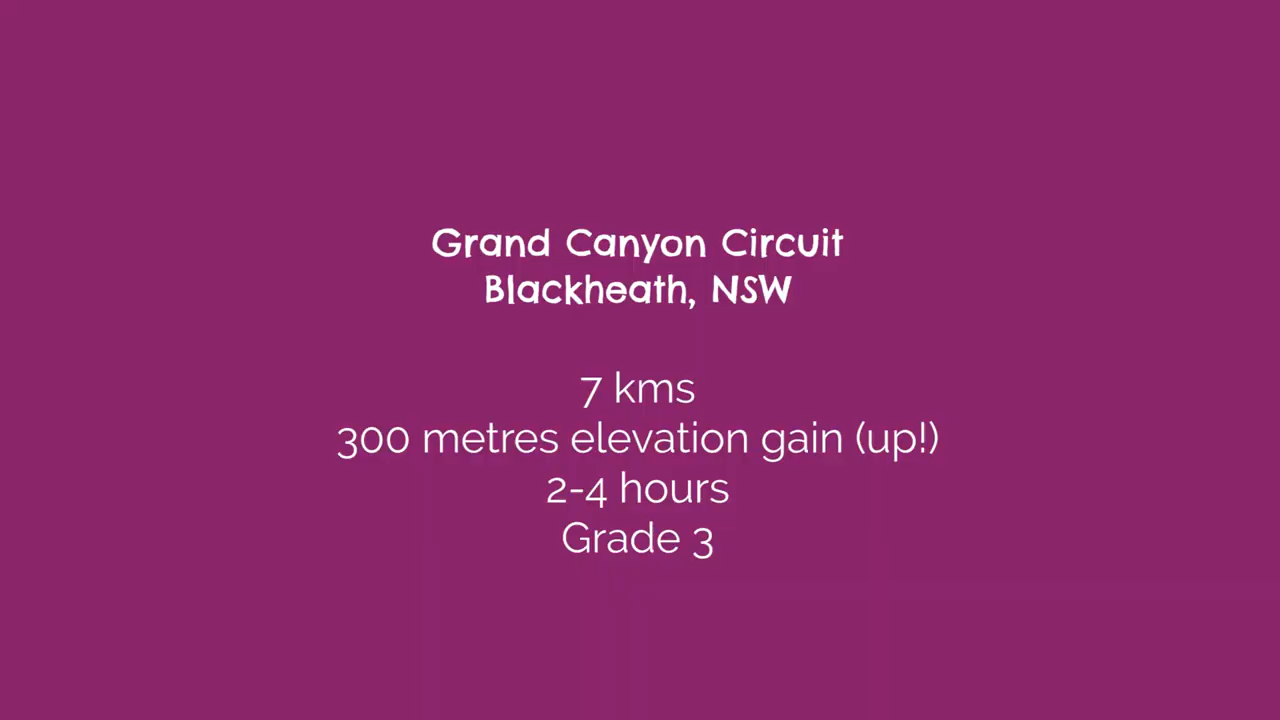 Grand Canyon Circuit
Blackheath, NSW
7 kms
300 metres elevation gain (up!)
2-4 hours
Grade 3